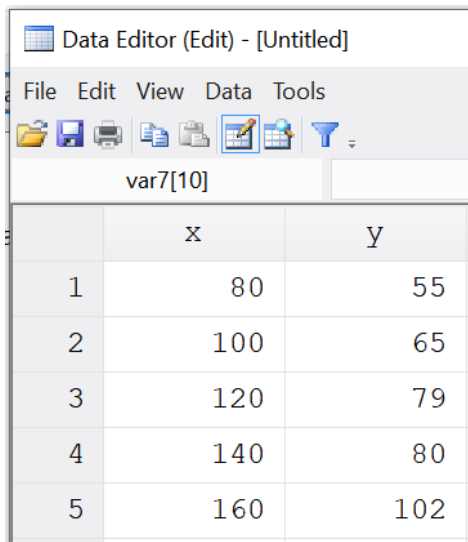 Data Editor (Edit) - [Untitled]
File Edit View Data Tools
var7[10]
x y
1 80 55
2 100 65
3 120 79
4 140 80
5 160 102